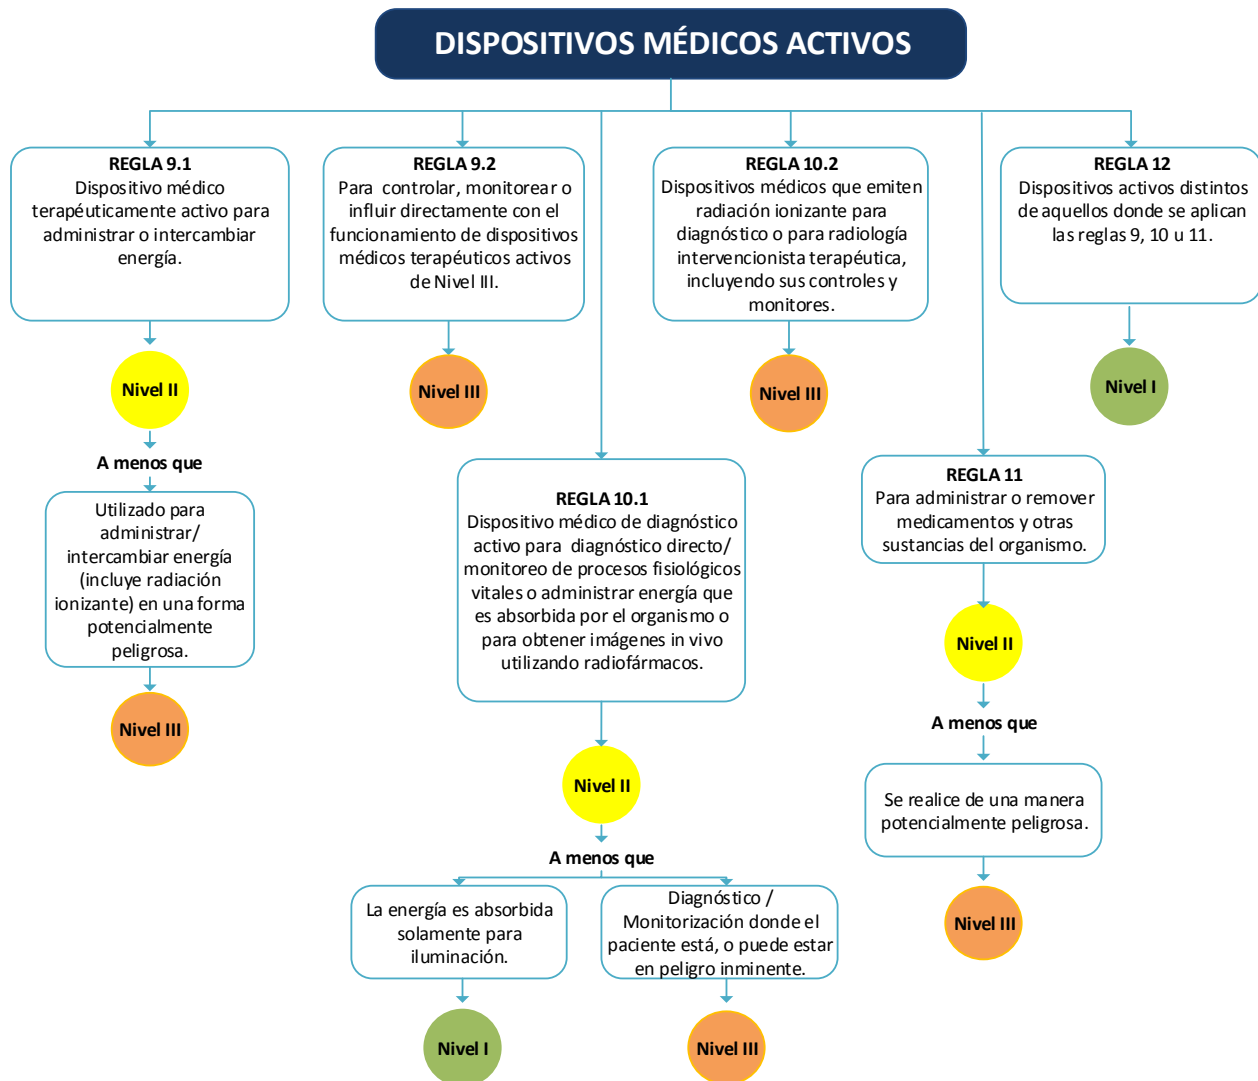 DISPOSITIVOS MÉDICOS ACTIVOS
REGLA 9.1
Dispositivo médico
terapéuticamente activo para
administrar o intercambiar
energía.
Nivel II
A menos que
Utilizado para
administrar/
intercambiar energía
(incluye radiación
ionizante) en una forma
potencialmente
peligrosa.
Nivel III
REGLA 9.2
Para controlar, monitorear o
influir directamente con el
funcionamiento de dispositivos
médicos terapéuticos activos
de Nivel III.
Nivel III
REGLA 10.1
Dispositivo médico de diagnóstico
activo para diagnóstico directo/
monitoreo de procesos fisiológicos
vitales o administrar energía que
es absorbida por el organismo o
para obtener imágenes in vivo
utilizando radiofármacos.
Nivel II
A menos que
La energía es absorbida
solamente para
iluminación.
Nivel I
Diagnóstico /
Monitorización donde el
paciente está, o puede estar
en peligro inminente.
Nivel III
REGLA 10.2
Dispositivos médicos que emiten
radiación ionizante para
diagnóstico o para radiología
intervencionista terapéutica,
incluyendo sus controles y
monitores.
Nivel III
REGLA 11
Para administrar o remover
medicamentos y otras
sustancias del organismo.
Nivel II
A menos que
Se realice de una manera
potencialmente peligrosa.
Nivel III
REGLA 12
Dispositivos activos distintos
de aquellos donde se aplican
las reglas 9, 10 u 11.
Nivel I